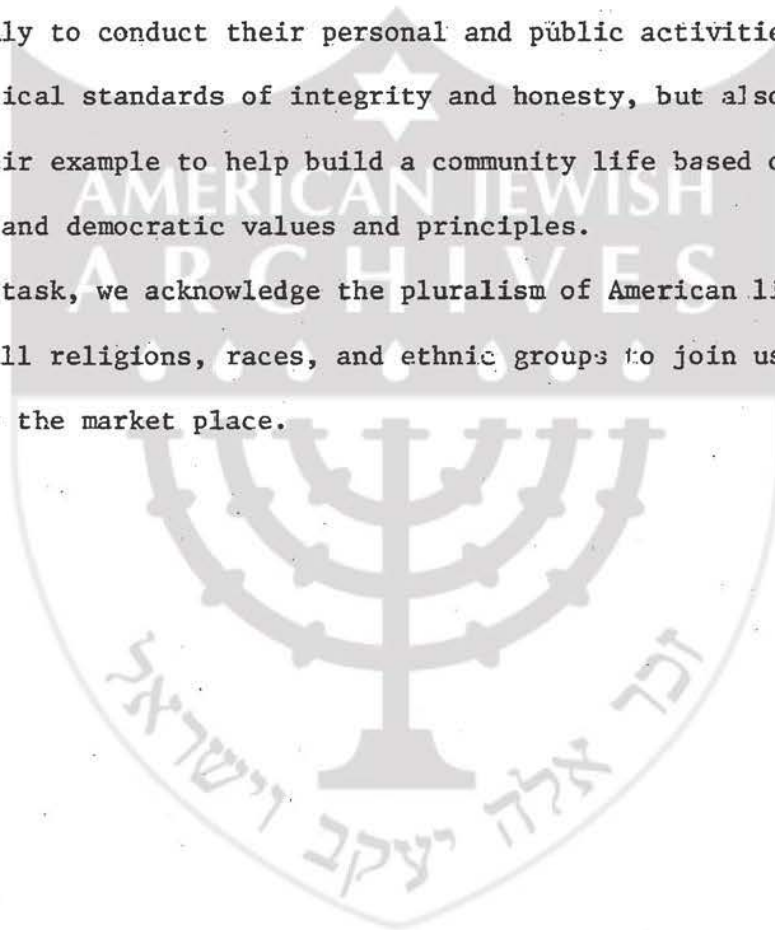 ly to conduct their personal and public activitie
ical standards of integrity and honesty, but also
ir example to help build a community life based
AMERICAN JEWISH
and democratic values and principles.
ARCHIVES
task, we acknowledge the pluralism of American li
ll religions, races, and ethnic groups to join us
the market place.
זכר אלה יעקב וישראל